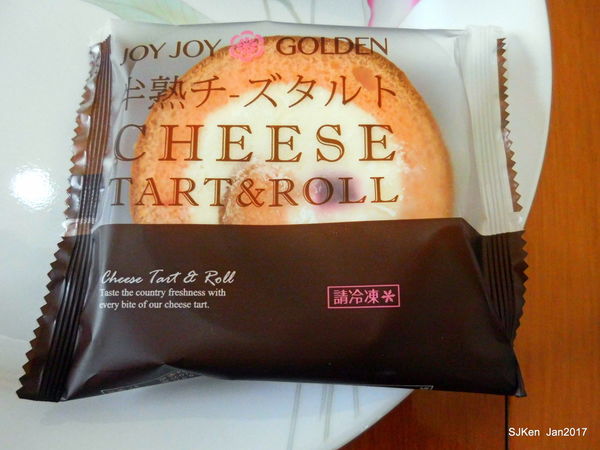 JOY JOY GOLDEN
半熟チ-ズタルト
CHEESE
TART&ROLL
Cheese Tart & Roll
Taste the country freshness with
every bite of our cheese tart.
請冷凍
SJKen Jan2017